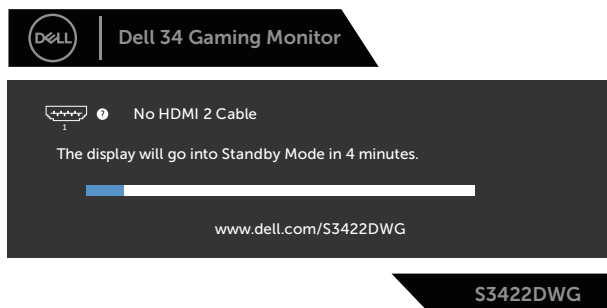 DELL
Dell 34 Gaming Monitor
? No HDMI 2 Cable
1
The display will go into Standby Mode in 4 minutes.
www.dell.com/S3422DWG
S3422DWG